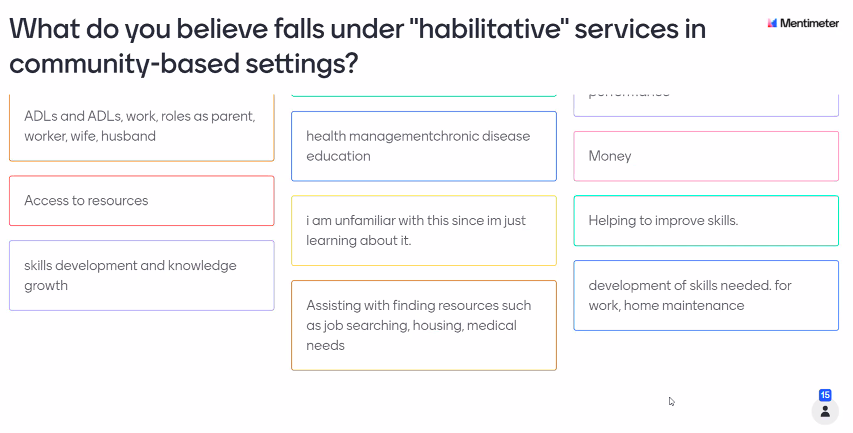 What do you believe falls under "habilitative" services in
community-based settings?
Mentimeter
ADLs and ADLs, work, roles as parent,
worker, wife, husband
Access to resources
skills development and knowledge
growth
health managementchronic disease
education
i am unfamiliar with this since im just
learning about it.
Assisting with finding resources such
as job searching, housing, medical
needs
performance
Money
Helping to improve skills.
development of skills needed. for
work, home maintenance
15